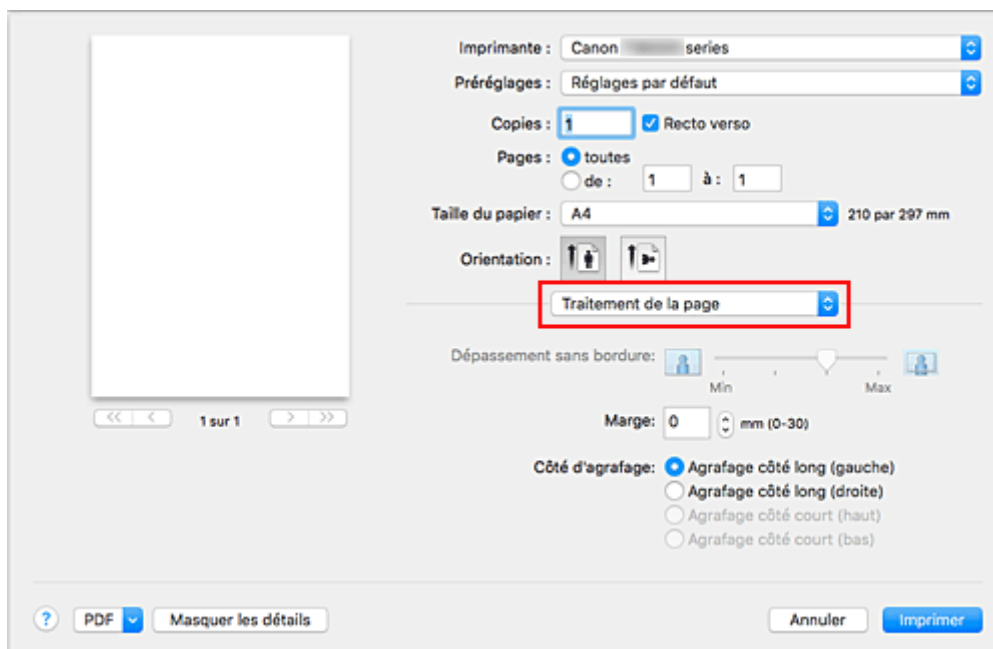 Imprimante : Canon series
Préréglages : Réglages par défaut
Copies : 1 Recto verso
Pages : toutes
de : 1 à : 1
Taille du papier : A4 210 par 297 mm
Orientation :
Traitement de la page
Dépassement sans bordure:
Min Max
1 sur 1
Marge: 0 mm (0-30)
Côté d'agrafage: Agrafage côté long (gauche)
Agrafage côté long (droite)
Agrafage côté court (haut)
Agrafage côté court (bas)
? PDF Masquer les détails Annuler Imprimer